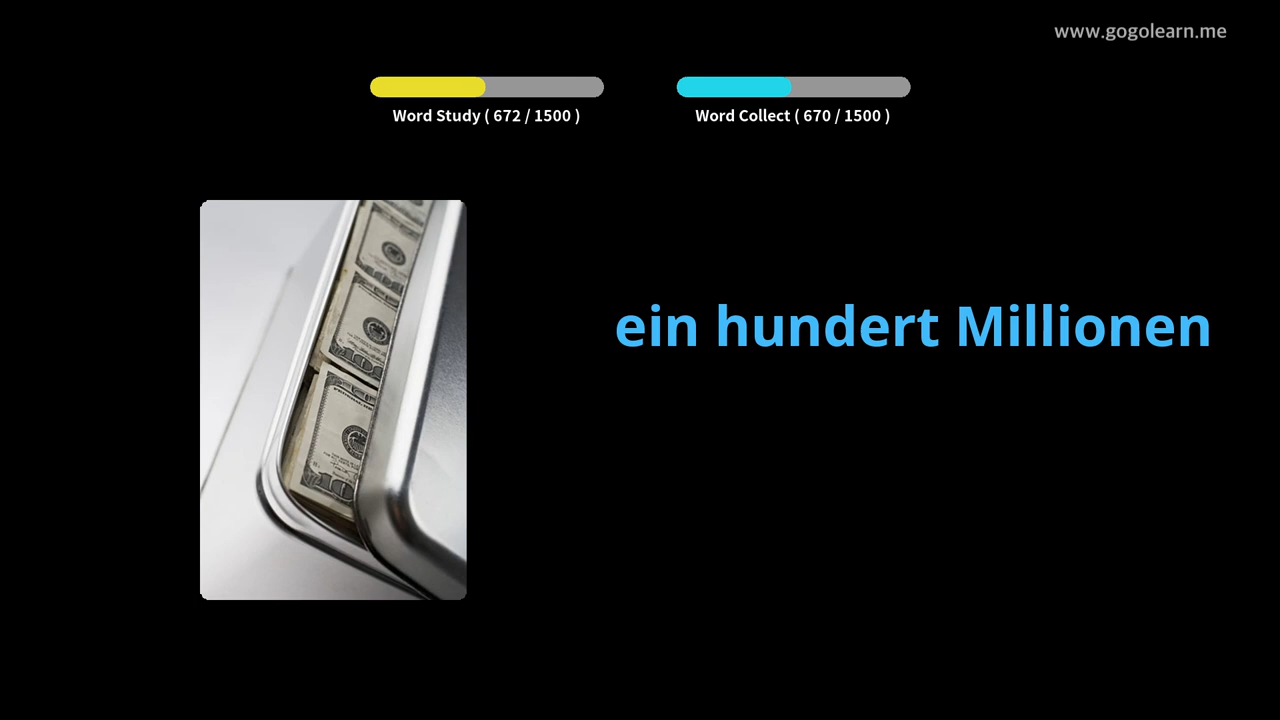 www.gogolearn.me
Word Study ( 672 / 1500 )
Word Collect ( 670 / 1500 )
ein hundert Millionen